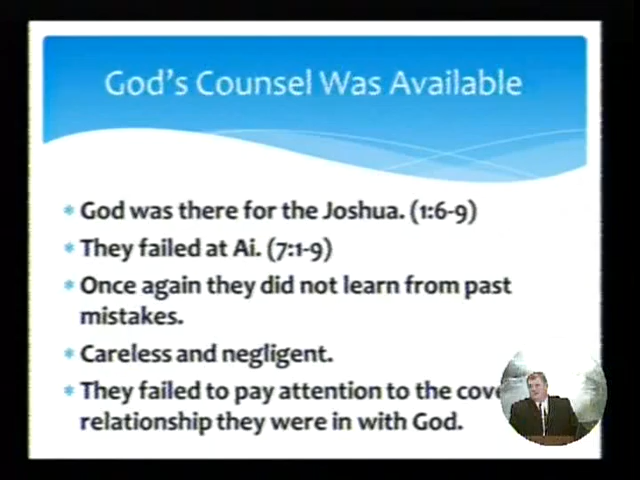 God's Counsel Was Available
* God was there for the Joshua. (1:6-9)
* They failed at Ai. (7:1-9)
* Once again they did not learn from past
mistakes.
* Careless and negligent.
* They failed to pay attention to the
relationship they were in with God.